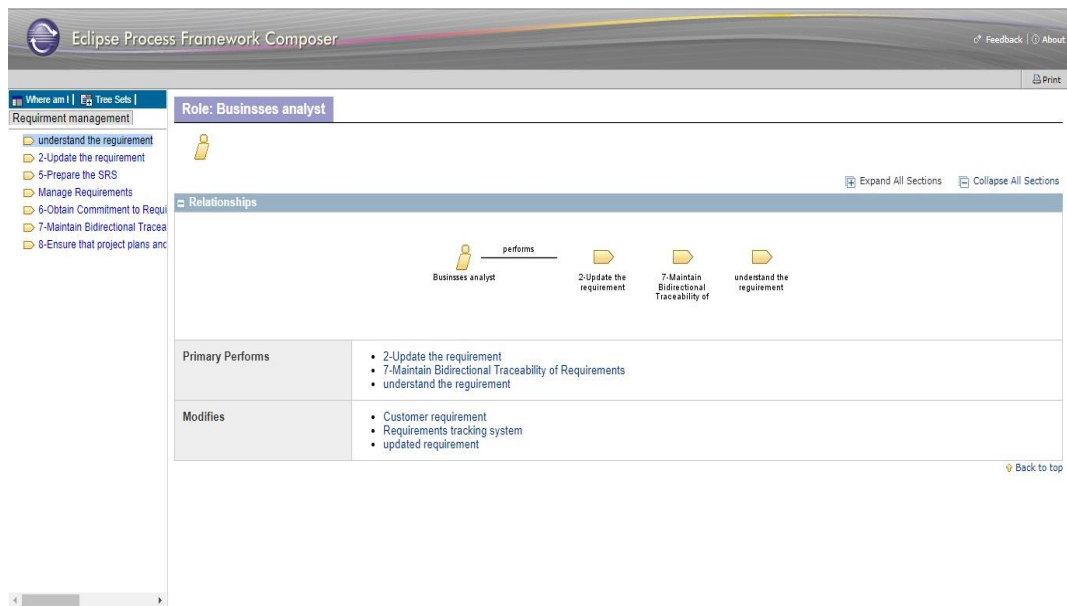 Eclipse Process Framework Composer
Feedback | About
Print
Where am I | Tree Sets |
Requirment management
understand the reguirement
2-Update the requirement
5-Prepare the SRS
Manage Requirements
6-Obtain Commitment to Requi
7-Maintain Bidirectional Tracea
8-Ensure that project plans and
Role: Businsses analyst
Expand All Sections Collapse All Sections
Relationships
performs
Businsses analyst
2-Update the
requirement
7-Maintain
Bidirectional
Traceability of
understand the
reguirement
Primary Performs
• 2-Update the requirement
• 7-Maintain Bidirectional Traceability of Requirements
• understand the reguirement
Modifies
• Customer requirement
• Requirements tracking system
• updated requirement
Back to top